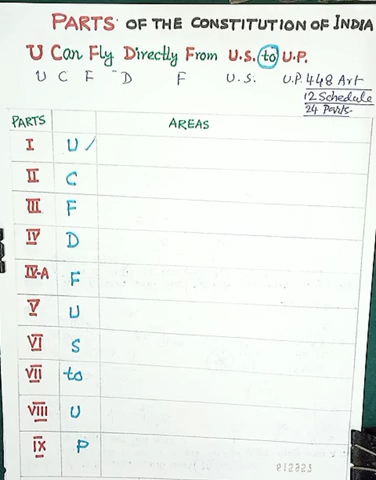 PARTS OF THE CONSTITUTION OF INDIA
U Can Fly Directly From U.S. to U.P.
U C F D F U.S. U.P. 448 Art
12 Schedule
24 Parts
PARTS AREAS
I U
II C
III F
IV D
IV-A F
V U
VI S
VII to
VIII U
IX P